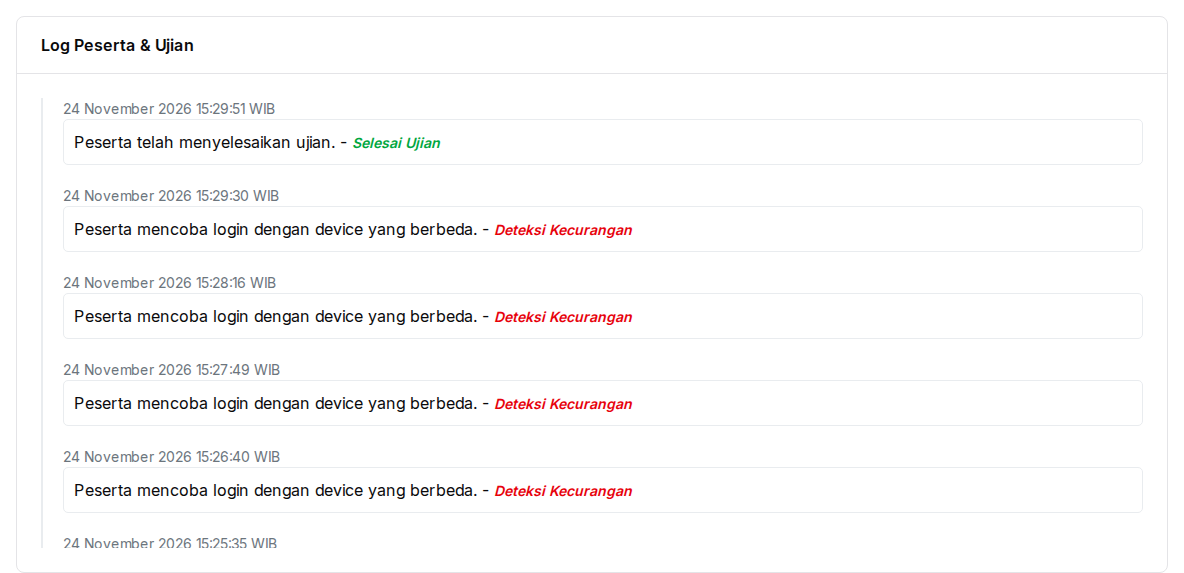 Log Peserta & Ujian
24 November 2026 15:29:51 WIB
Peserta telah menyelesaikan ujian. - Selesai Ujian
24 November 2026 15:29:30 WIB
Peserta mencoba login dengan device yang berbeda. - Deteksi Kecurangan
24 November 2026 15:28:16 WIB
Peserta mencoba login dengan device yang berbeda. - Deteksi Kecurangan
24 November 2026 15:27:49 WIB
Peserta mencoba login dengan device yang berbeda. - Deteksi Kecurangan
24 November 2026 15:26:40 WIB
Peserta mencoba login dengan device yang berbeda. - Deteksi Kecurangan
24 November 2026 15:25:35 WIB